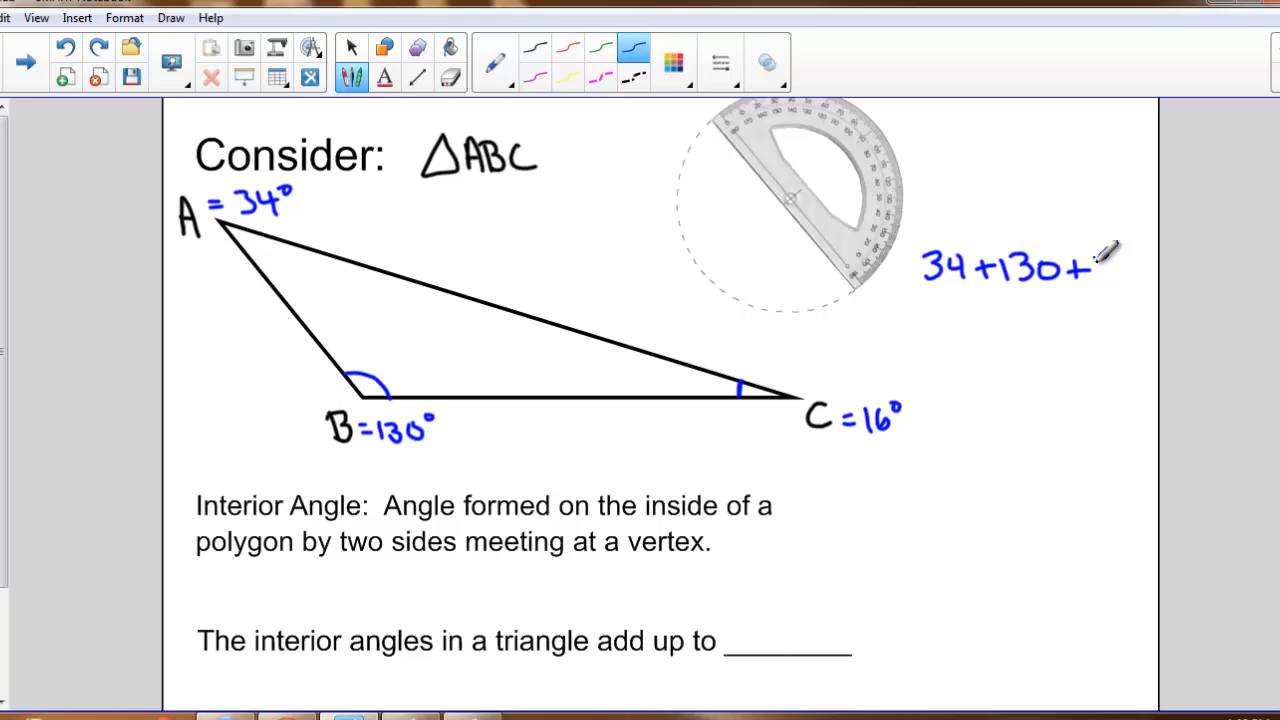 View Insert Format Draw Help
Consider: △ABC
A = 34°
34+130+
B=130°
C=16°
Interior Angle: Angle formed on the inside of a
polygon by two sides meeting at a vertex.
The interior angles in a triangle add up to ________